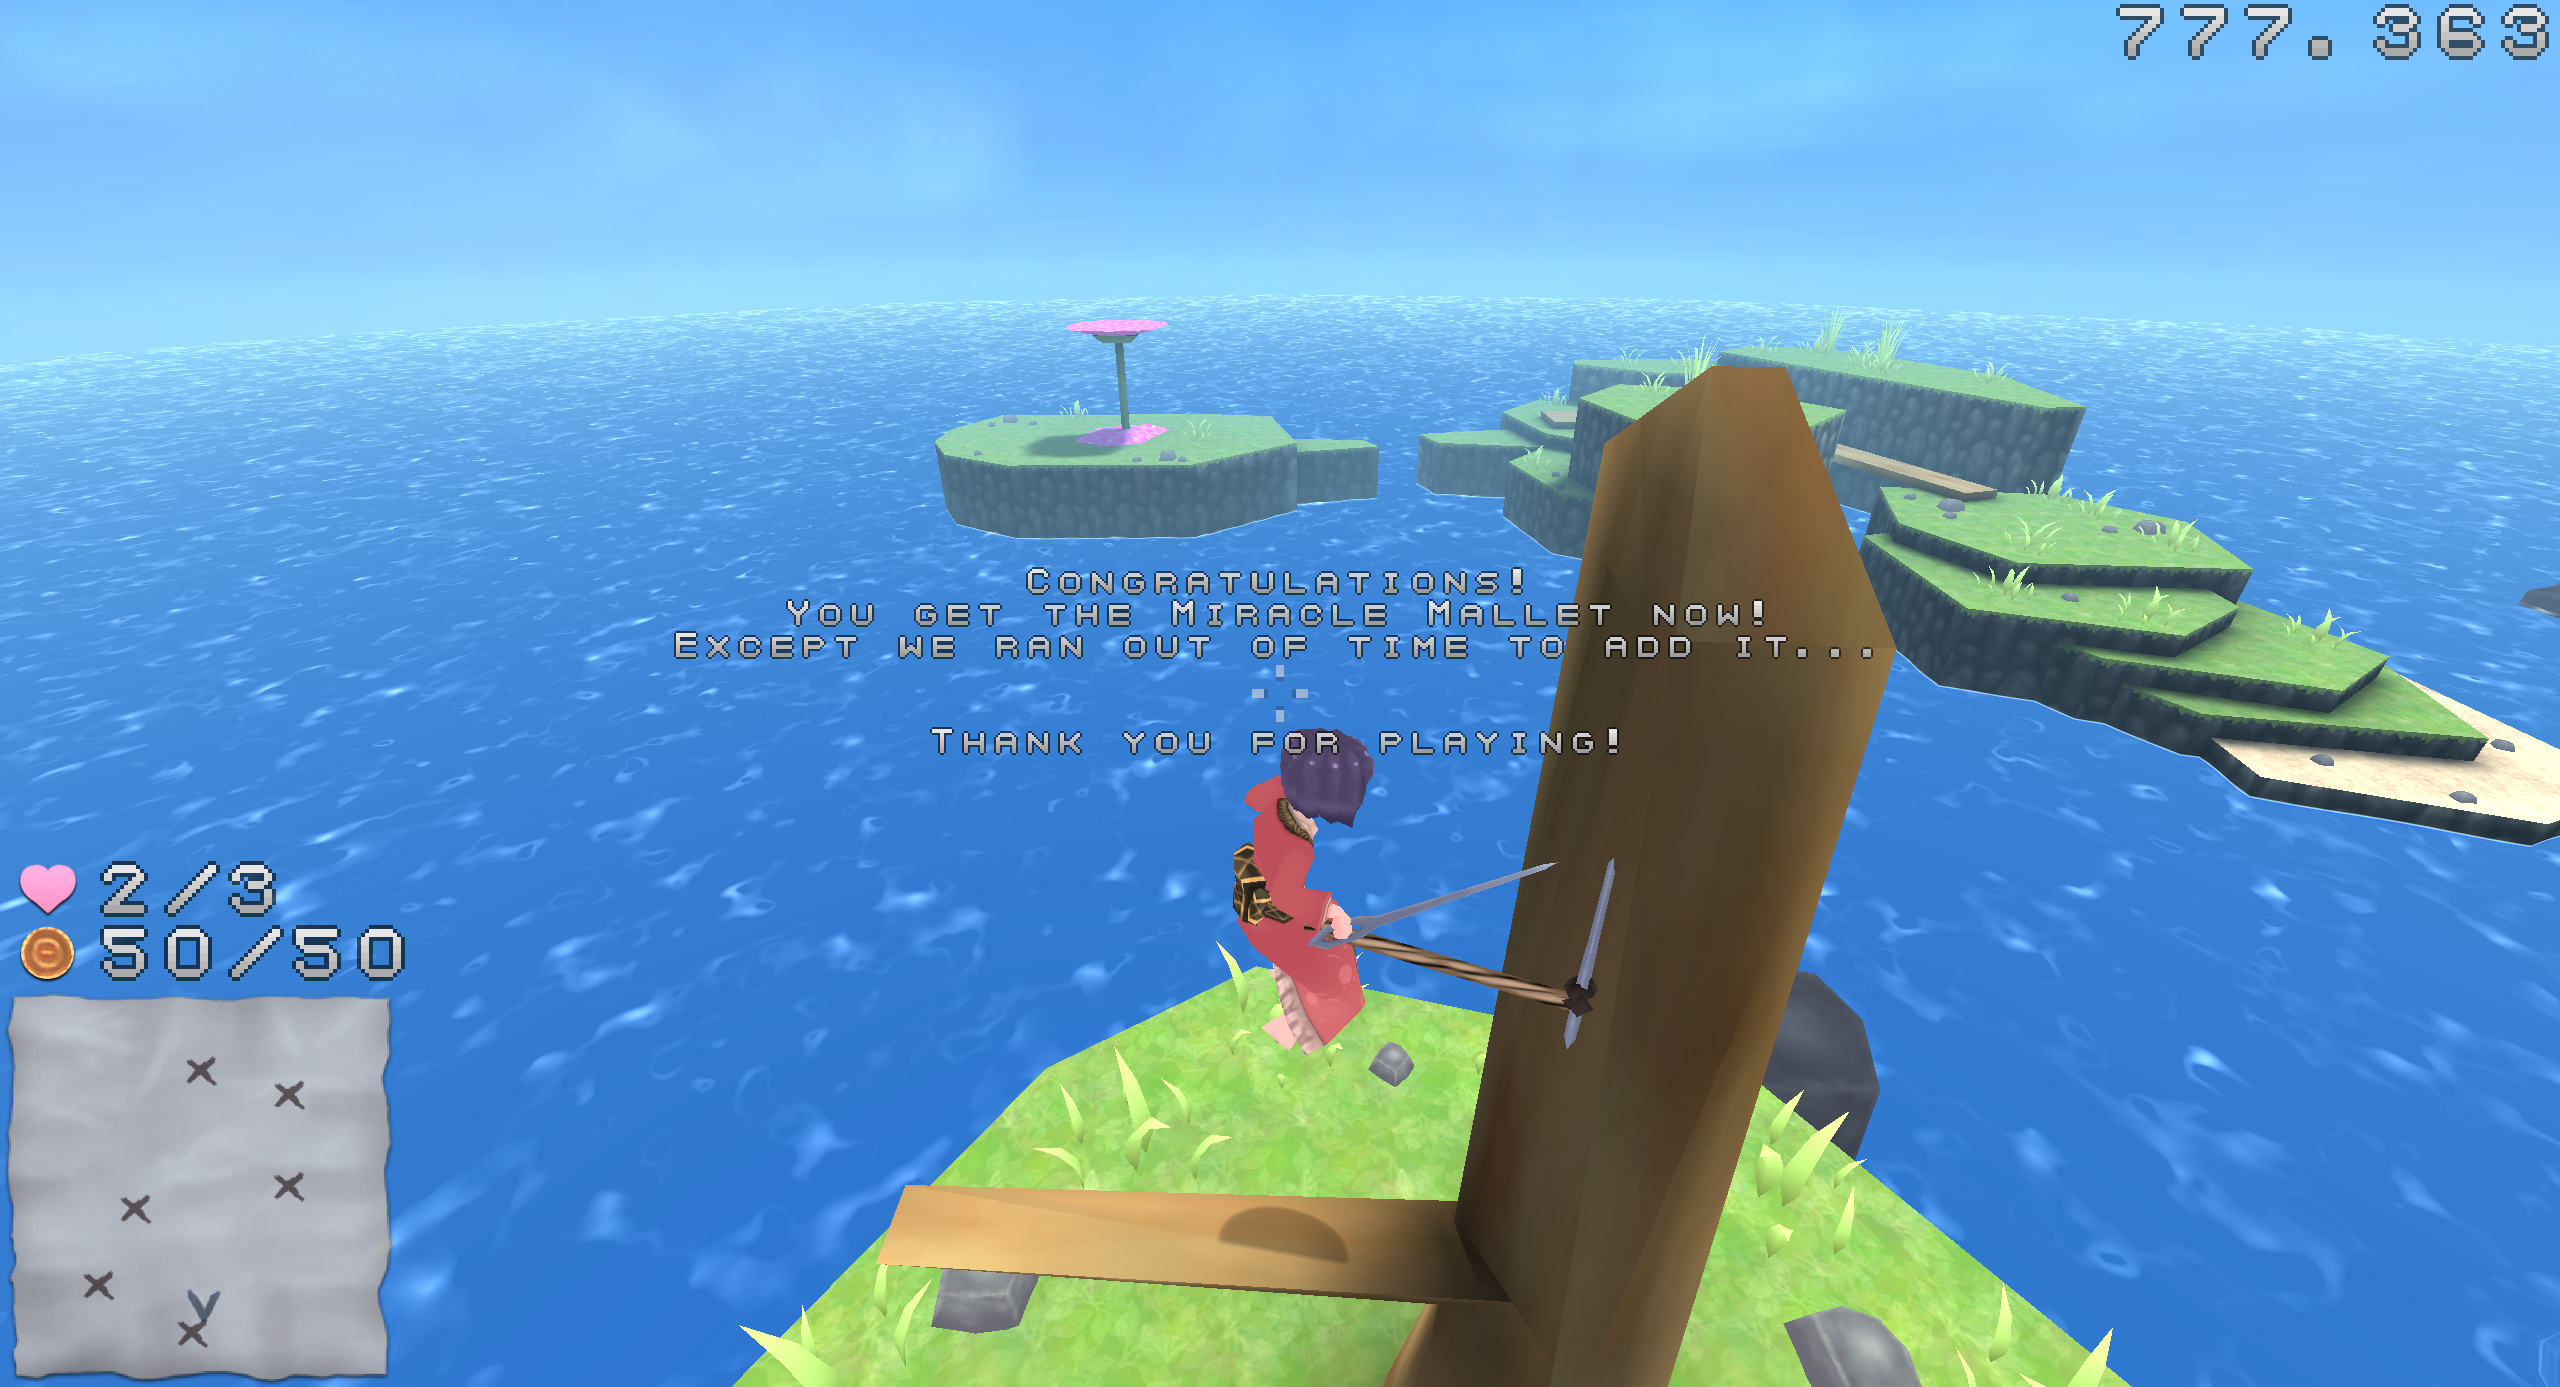 777.363
Congratulations!
You get the Miracle Mallet now!
Except we ran out of time to add it...
Thank you for playing!
2/3
50/50